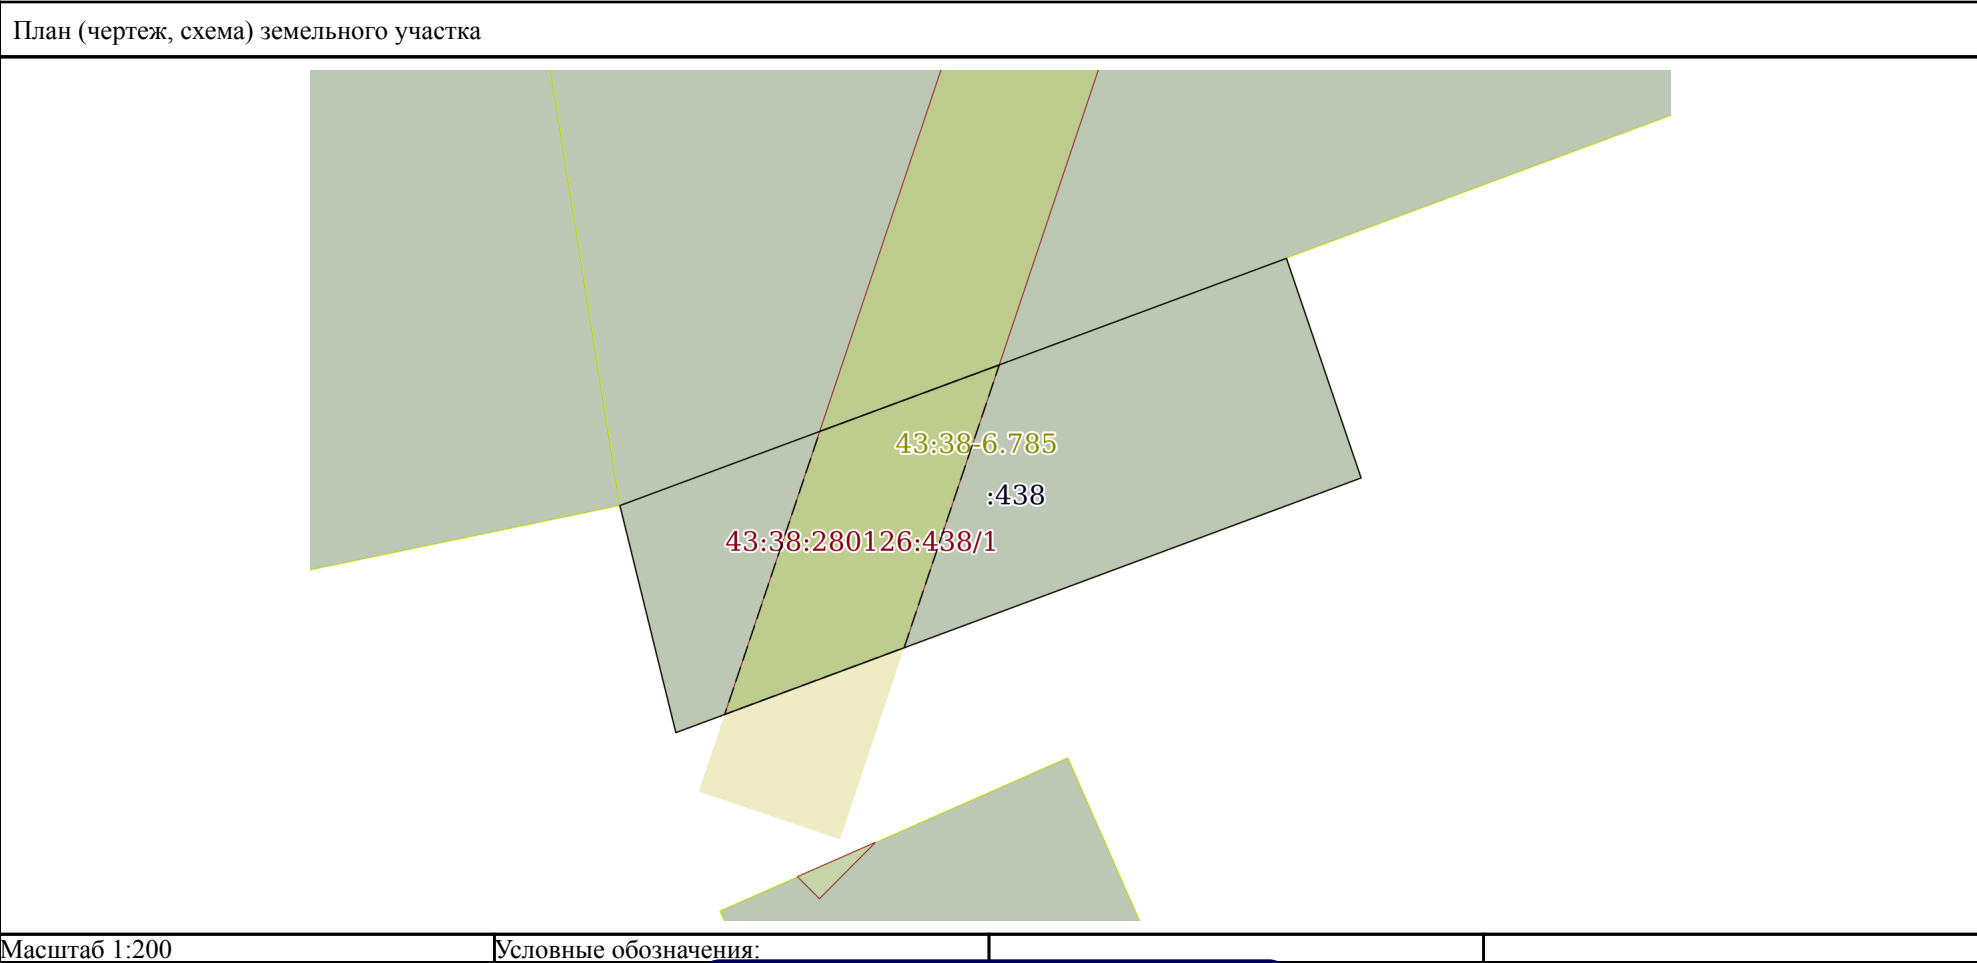 План (чертеж, схема) земельного участка
43:38-6.785
:438
43:38:280126:438/1
Масштаб 1:200
Условные обозначения: